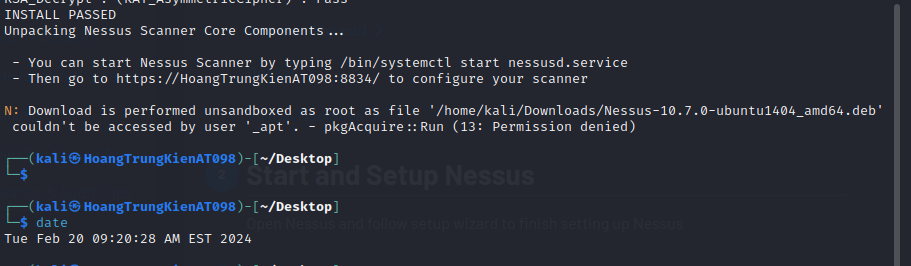 RSA_Decrypt : (KAT_AsymmetricCipher) : Pass
INSTALL PASSED
Unpacking Nessus Scanner Core Components...
- You can start Nessus Scanner by typing /bin/systemctl start nessusd.service
- Then go to https://HoangTrungKienAT098:8834/ to configure your scanner
N: Download is performed unsandboxed as root as file '/home/kali/Downloads/Nessus-10.7.0-ubuntu1404_amd64.deb'
couldn't be accessed by user '_apt'. - pkgAcquire::Run (13: Permission denied)
┌──(kali㉿HoangTrungKienAT098)-[~/Desktop]
└─$
2 Start and Setup Nessus
┌──(kali㉿HoangTrungKienAT098)-[~/Desktop]
└─$ date
Open Nessus and follow setup wizard to finish setting up Nessus
Tue Feb 20 09:20:28 AM EST 2024